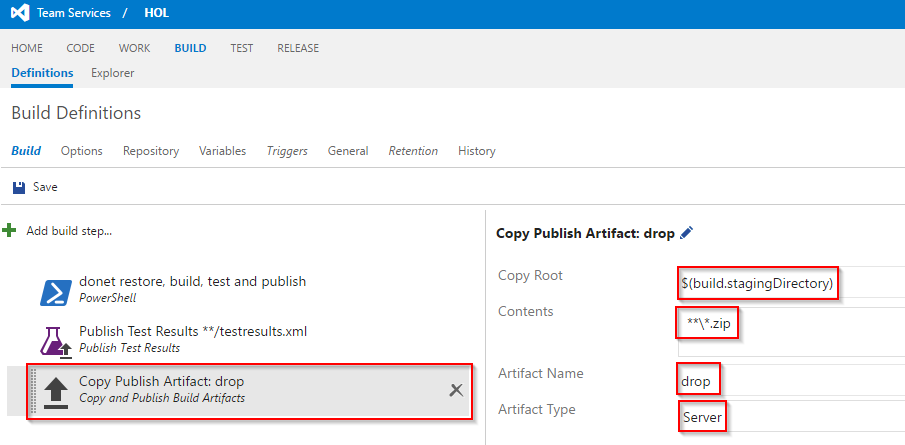 Team Services / HOL
HOME CODE WORK BUILD TEST RELEASE
Definitions Explorer
Build Definitions
Build Options Repository Variables Triggers General Retention History
Save
Add build step...
donet restore, build, test and publish
PowerShell
Publish Test Results **/testresults.xml
Publish Test Results
Copy Publish Artifact: drop
Copy and Publish Build Artifacts
Copy Publish Artifact: drop
Copy Root
$(build.stagingDirectory)
Contents
**\*.zip
Artifact Name
drop
Artifact Type
Server